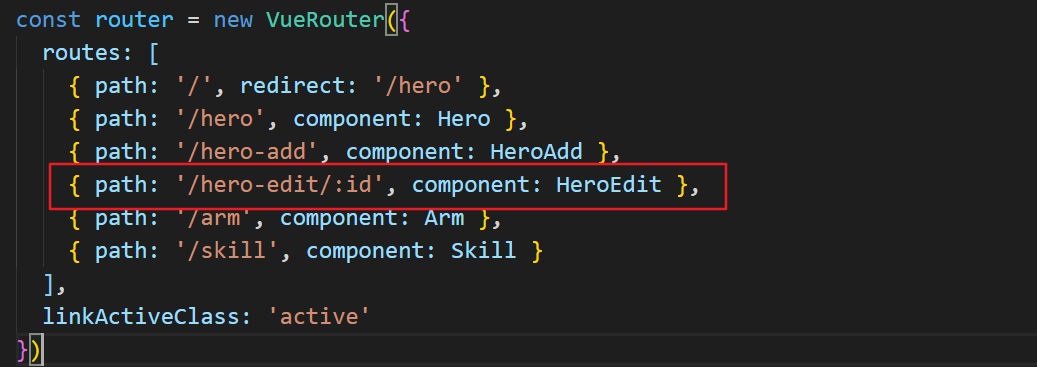 const router = new VueRouter({
routes: [
{ path: '/', redirect: '/hero' },
{ path: '/hero', component: Hero },
{ path: '/hero-add', component: HeroAdd },
{ path: '/hero-edit/:id', component: HeroEdit },
{ path: '/arm', component: Arm },
{ path: '/skill', component: Skill }
],
linkActiveClass: 'active'
})